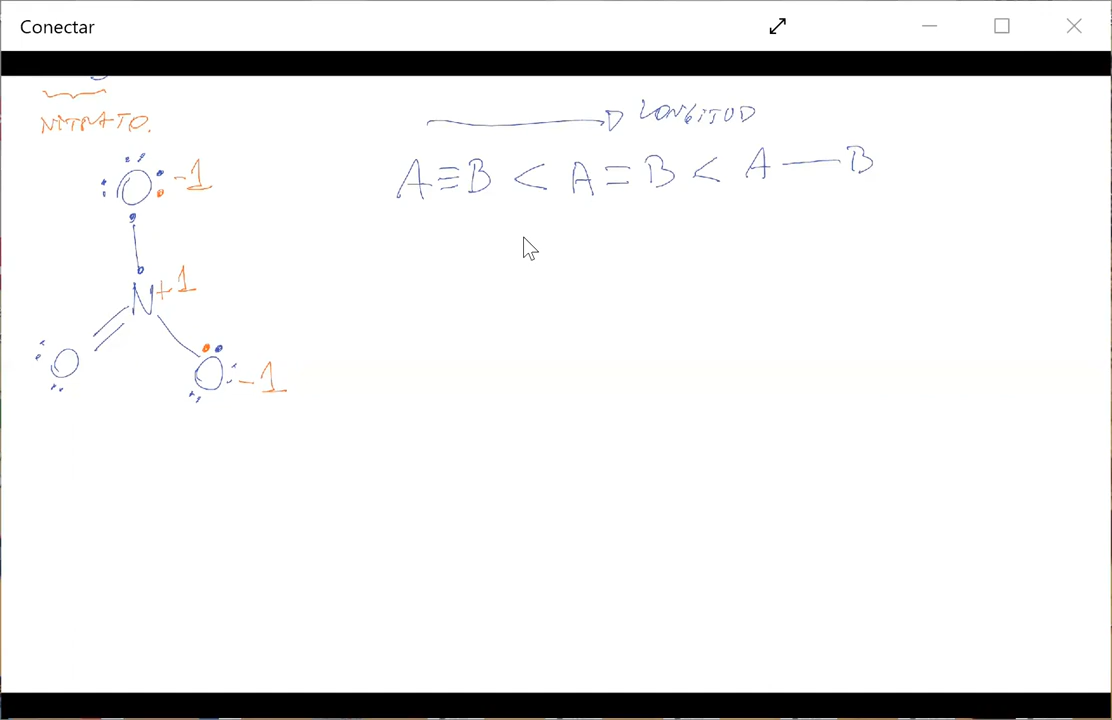 Conectar
NITRATO.
LONGITUD
A≡B < A=B < A—B
O -1
N +1
O
O -1